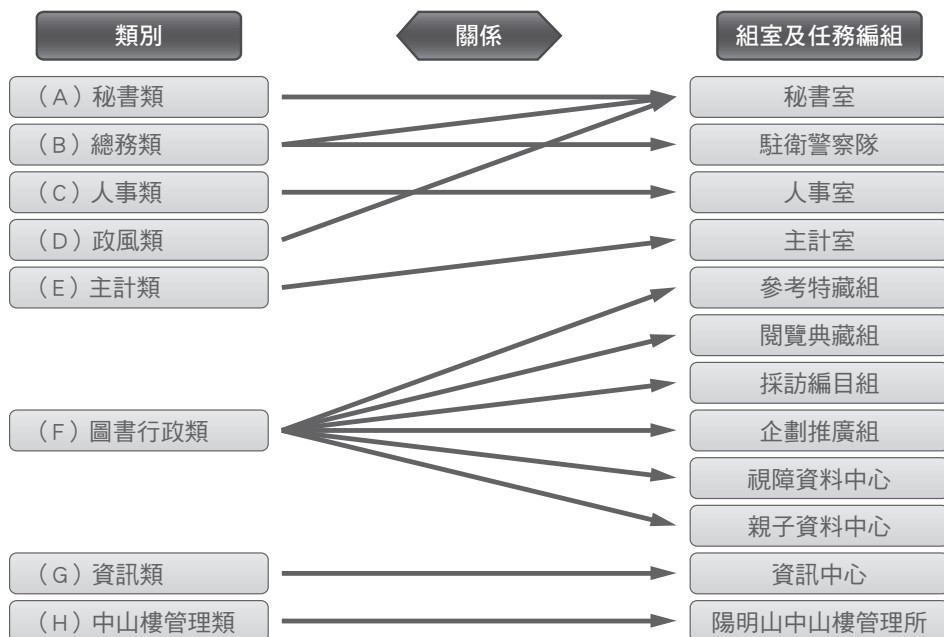 類別
關係
組室及任務編組
（A）秘書類
秘書室
（B）總務類
駐衛警察隊
（C）人事類
人事室
（D）政風類
主計室
（E）主計類
參考特藏組
閱覽典藏組
採訪編目組
（F）圖書行政類
企劃推廣組
視障資料中心
親子資料中心
（G）資訊類
資訊中心
（H）中山樓管理類
陽明山中山樓管理所